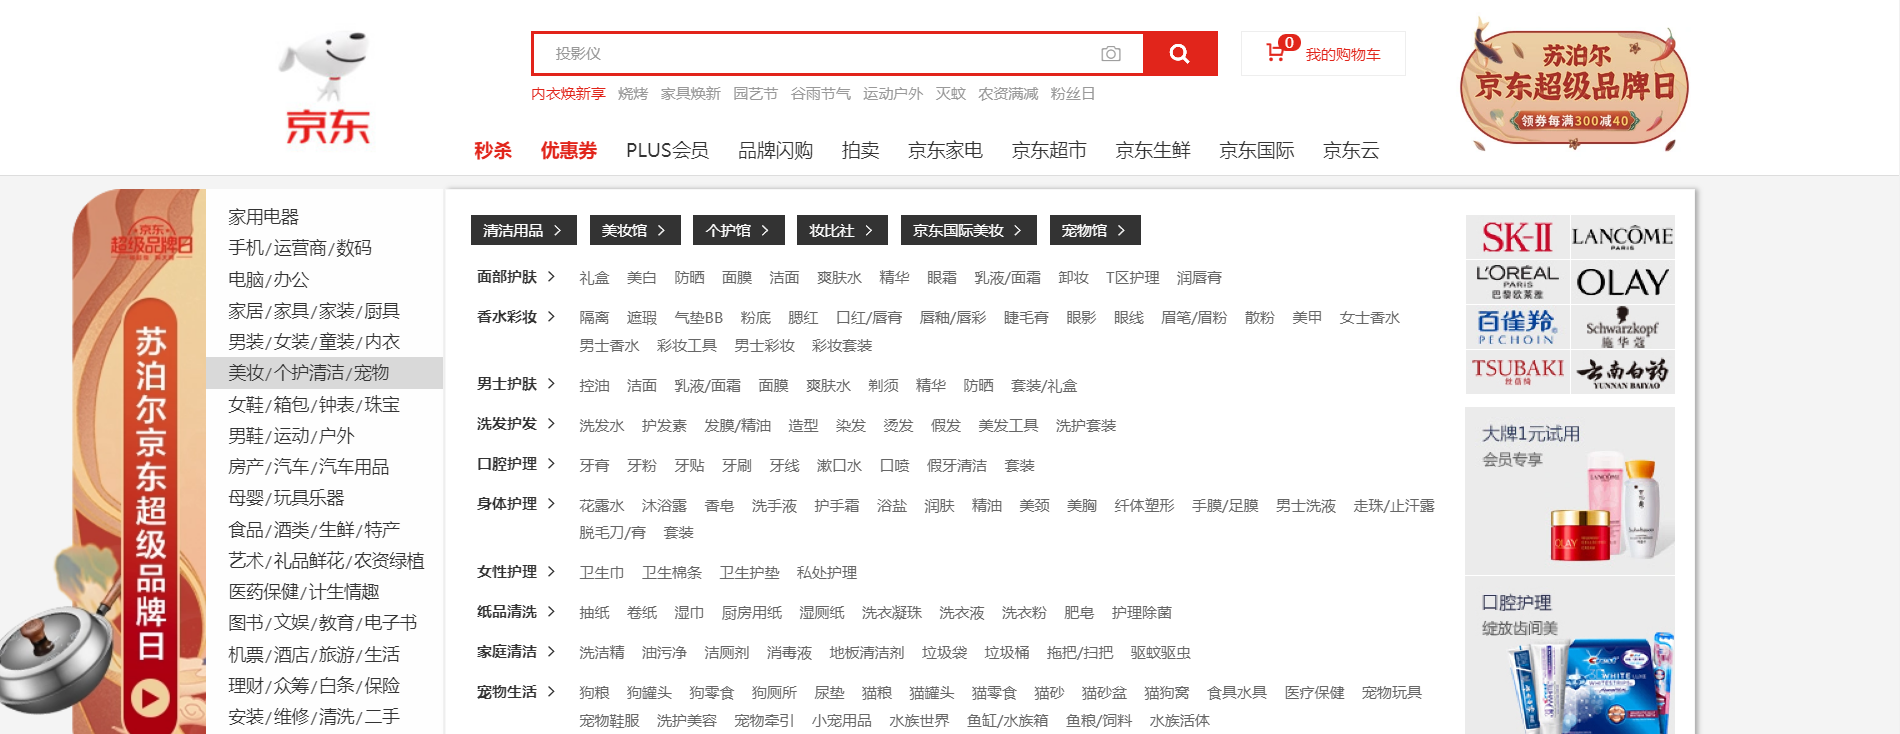 京东
投影仪
0
我的购物车
内衣焕新享 烧烤 家具焕新 园艺节 谷雨节气 运动户外 灭蚊 农资满减 粉丝日
秒杀 优惠券 PLUS会员 品牌闪购 拍卖 京东家电 京东超市 京东生鲜 京东国际 京东云
苏泊尔
京东超级品牌日
领券每满300减40
京东
超级品牌日
苏泊尔京东超级品牌日
家用电器
手机/运营商/数码
电脑/办公
家居/家具/家装/厨具
男装/女装/童装/内衣
美妆/个护清洁/宠物
女鞋/箱包/钟表/珠宝
男鞋/运动/户外
房产/汽车/汽车用品
母婴/玩具乐器
食品/酒类/生鲜/特产
艺术/礼品鲜花/农资绿植
医药保健/计生情趣
图书/文娱/教育/电子书
机票/酒店/旅游/生活
理财/众筹/白条/保险
安装/维修/清洗/二手
清洁用品 > 美妆馆 > 个护馆 > 妆比社 > 京东国际美妆 > 宠物馆 >
面部护肤 > 礼盒 美白 防晒 面膜 洁面 爽肤水 精华 眼霜 乳液/面霜 卸妆 T区护理 润唇膏
香水彩妆 > 隔离 遮瑕 气垫BB 粉底 腮红 口红/唇膏 唇釉/唇彩 睫毛膏 眼影 眼线 眉笔/眉粉 散粉 美甲 女士香水
男士香水 彩妆工具 男士彩妆 彩妆套装
男士护肤 > 控油 洁面 乳液/面霜 面膜 爽肤水 剃须 精华 防晒 套装/礼盒
洗发护发 > 洗发水 护发素 发膜/精油 造型 染发 烫发 假发 美发工具 洗护套装
口腔护理 > 牙膏 牙粉 牙贴 牙刷 牙线 漱口水 口喷 假牙清洁 套装
身体护理 > 花露水 沐浴露 香皂 洗手液 护手霜 浴盐 润肤 精油 美颈 美胸 纤体塑形 手膜/足膜 男士洗液 走珠/止汗露
脱毛刀/膏 套装
女性护理 > 卫生巾 卫生棉条 卫生护垫 私处护理
纸品清洗 > 抽纸 卷纸 湿巾 厨房用纸 湿厕纸 洗衣凝珠 洗衣液 洗衣粉 肥皂 护理除菌
家庭清洁 > 洗洁精 油污净 洁厕剂 消毒液 地板清洁剂 垃圾袋 垃圾桶 拖把/扫把 驱蚊驱虫
宠物生活 > 狗粮 狗罐头 狗零食 狗厕所 尿垫 猫粮 猫罐头 猫零食 猫砂 猫砂盆 猫狗窝 食具水具 医疗保健 宠物玩具
宠物鞋服 洗护美容 宠物牵引 小宠用品 水族世界 鱼缸/水族箱 鱼粮/饲料 水族活体
SK-II LANCÔME
PARIS
L'ORÉAL
PARIS
巴黎欧莱雅
OLAY
百雀羚
PECHOIN
Schwarzkopf
施华蔻
TSUBAKI
丝蓓绮
云南白药
YUNNAN BAIYAO
大牌1元试用
会员专享
LANCOME
OLAY
口腔护理
绽放齿间美
WHITE
WHITESTRIPS